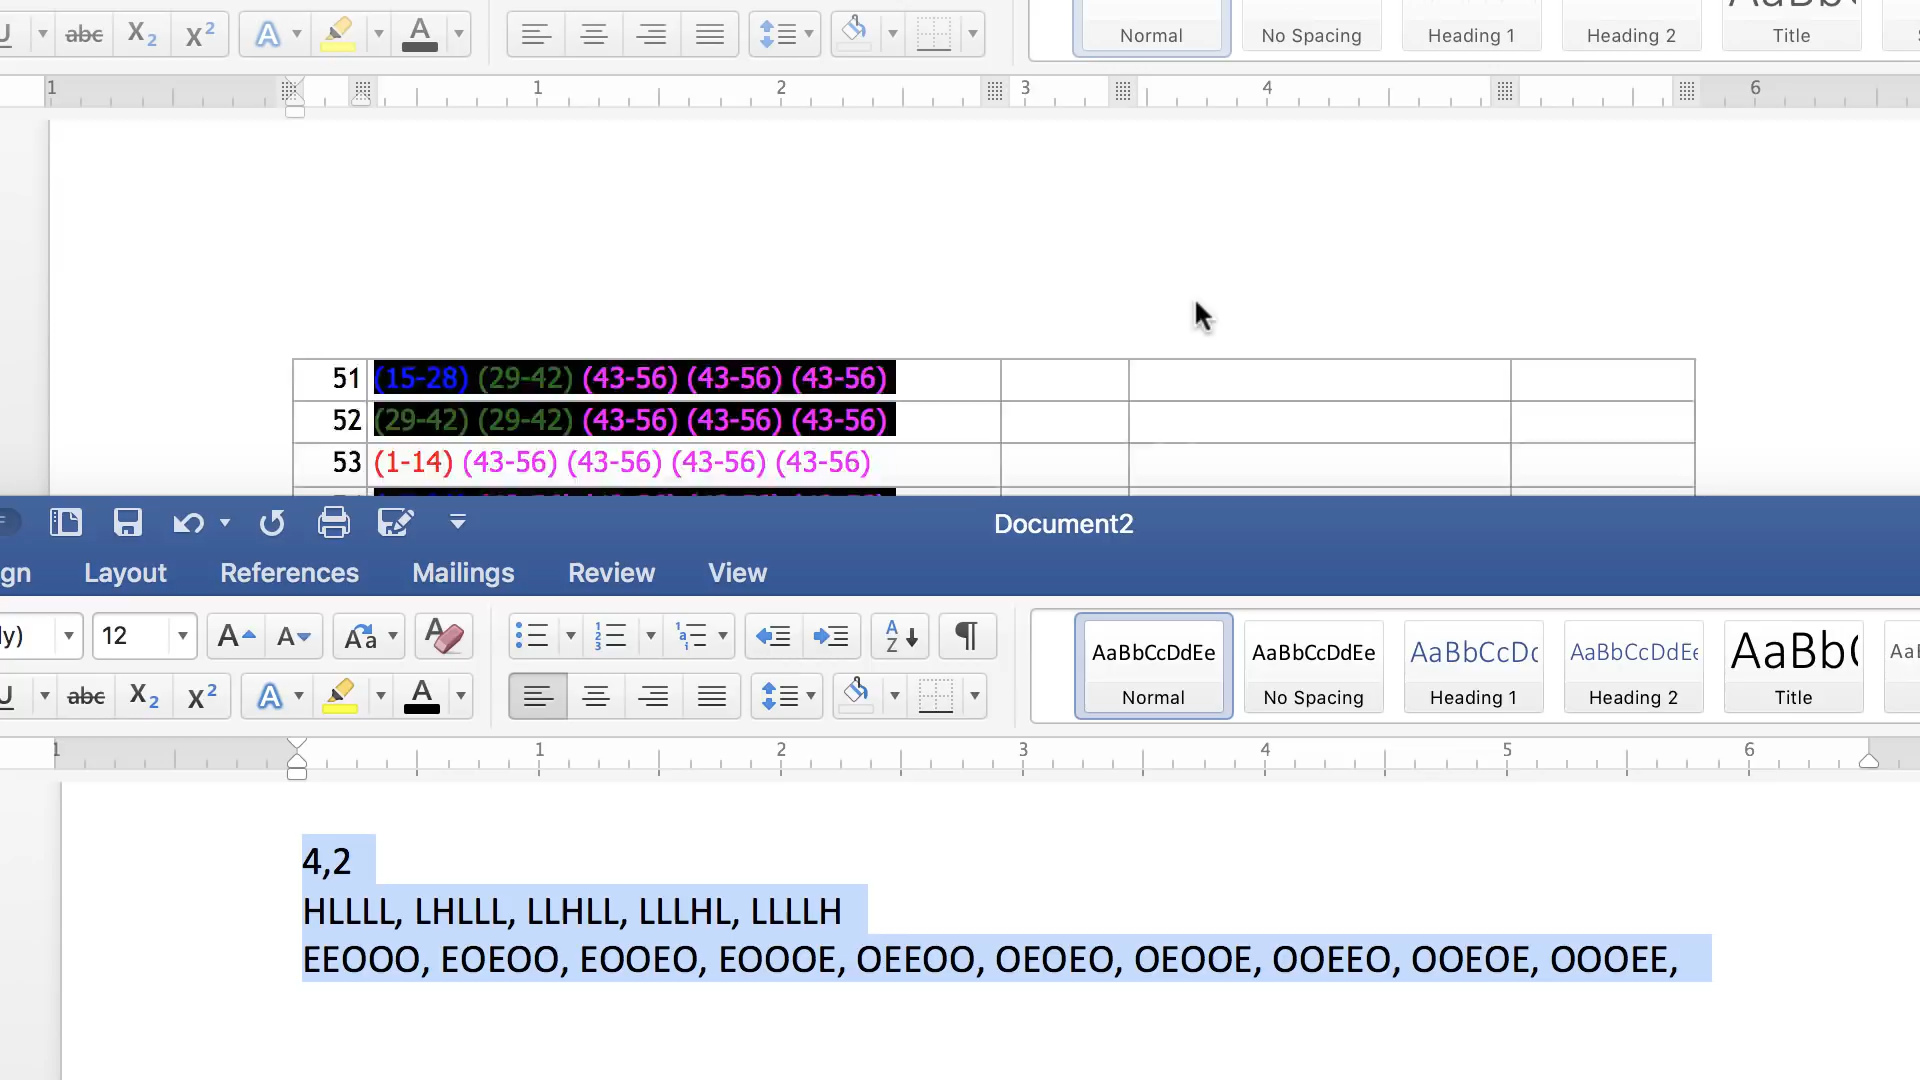 abc X2 X2 A A
Normal No Spacing Heading 1 Heading 2 Title
1 1 2 3 4 6
51 (15-28) (29-42) (43-56) (43-56) (43-56)
52 (29-42) (29-42) (43-56) (43-56) (43-56)
53 (1-14) (43-56) (43-56) (43-56) (43-56)
Document2
gn Layout References Mailings Review View
y) 12 A A Aa A
AaBbCcDdEe AaBbCcDdEe AaBbCcDc AaBbCcDdEe AaBb( Aa
U abc X2 X2 A A
Normal No Spacing Heading 1 Heading 2 Title
1 1 2 3 4 5 6
4,2
HLLLL, LHLLL, LLHLL, LLLHL, LLLLH
EEOOO, EOEOO, EOOEO, EOOOE, OEEOO, OEOEO, OEOOE, OOEEO, OOEOE, OOOEE,